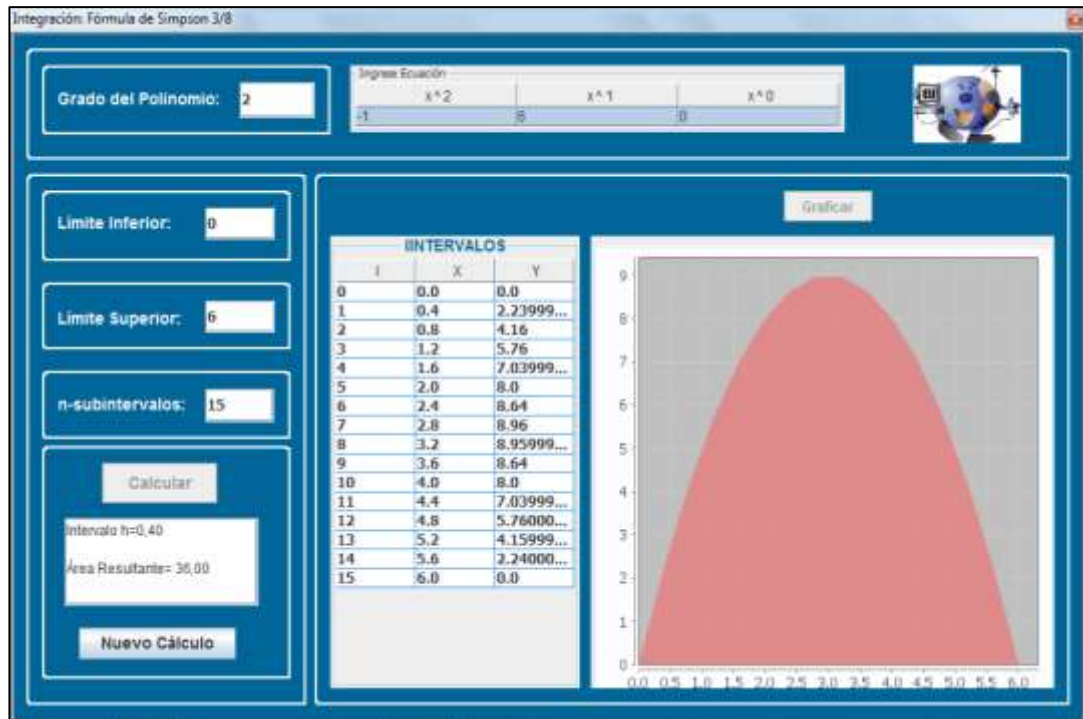 Integración: Fórmula de Simpson 3/8
Grado del Polinomio: 2
Ingrese Ecuación
x^2 x^1 x^0
-1 6 0
Limite Inferior: 0
Limite Superior: 6
n-subintervalos: 15
Calcular
Intervalo h=0,40
Área Resultante= 36,00
Nuevo Cálculo
Graficar
IINTERVALOS
I X Y
0 0.0 0.0
1 0.4 2.23999...
2 0.8 4.16
3 1.2 5.76
4 1.6 7.03999...
5 2.0 8.0
6 2.4 8.64
7 2.8 8.96
8 3.2 8.95999...
9 3.6 8.64
10 4.0 8.0
11 4.4 7.03999...
12 4.8 5.76000...
13 5.2 4.15999...
14 5.6 2.24000...
15 6.0 0.0
9
8
7
6
5
4
3
2
1
0
0.0 0.5 1.0 1.5 2.0 2.5 3.0 3.5 4.0 4.5 5.0 5.5 6.0